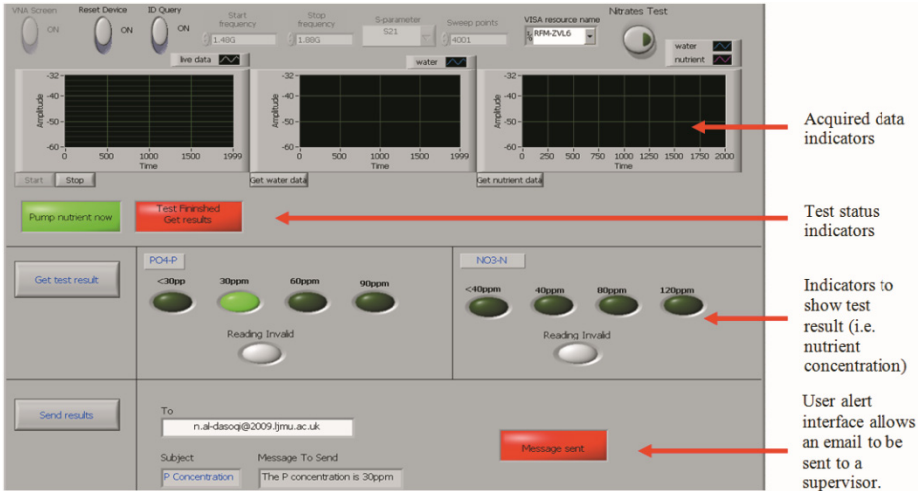 VNA Screen
Reset Device
ID Query
Start frequency
Stop frequency
S-parameter
Sweep points
VISA resource name
Nitrates Test
ON
ON
ON
1.48G
1.88G
S21
4001
RFM-ZVL6
live data
water
water
nutrient
Amplitude
-32
-40
-50
-60
0 500 1000 1500 1999
Time
Amplitude
-32
-40
-50
-60
0 500 1000 1500 1999
Time
Amplitude
-32
-40
-50
-60
0 250 500 750 1000 1250 1500 1750 2000
Time
Start
Stop
Get water data
Get nutrient data
Acquired data
indicators
Pump nutrient now
Test Fininshed
Get results
Test status
indicators
Get test result
PO4-P
<30pp
30ppm
60ppm
90ppm
Reading Invalid
NO3-N
<40ppm
40ppm
80ppm
120ppm
Reading Invalid
Indicators to
show test
result (i.e.
nutrient
concentration)
Send results
To
n.al-dasoqi@2009.ljmu.ac.uk
Subject
P Concentration
Message To Send
The P concentration is 30ppm
Message sent
User alert
interface allows
an email to be
sent to a
supervisor.